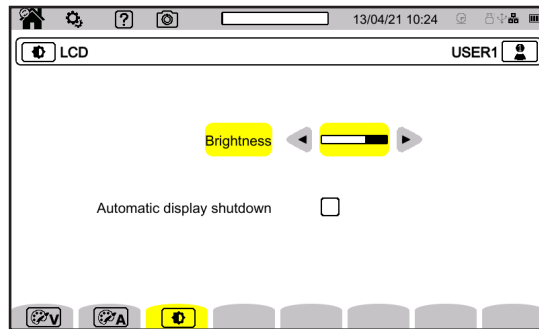 ? 13/04/21 10:24
LCD USER1
Brightness
Automatic display shutdown
V A